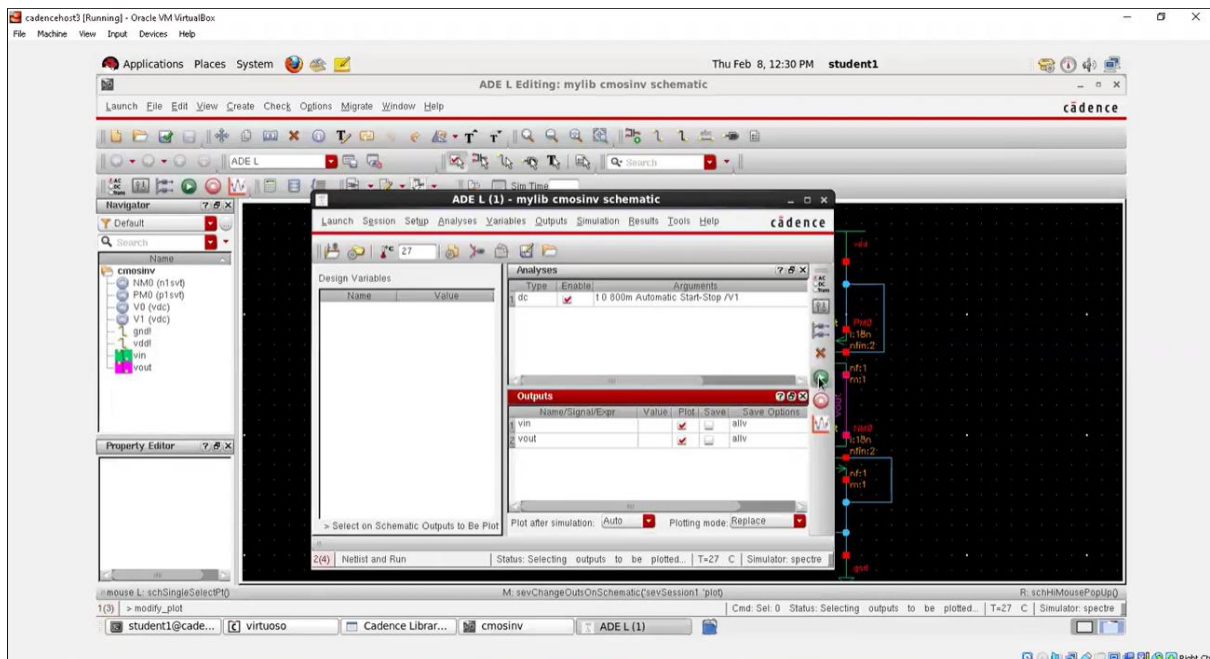 cadencehost3 [Running] - Oracle VM VirtualBox
File Machine View Input Devices Help
Applications Places System Thu Feb 8, 12:30 PM student1
ADE L Editing: mylib cmosinv schematic
Launch File Edit View Create Check Options Migrate Window Help cādence
ADE L Search
Sim Time
Navigator
Default
Search
Name
cmosinv
NM0 (n1svt)
PM0 (p1svt)
V0 (vdc)
V1 (vdc)
gnd!
vdd!
vin
vout
Property Editor
ADE L (1) - mylib cmosinv schematic
Launch Session Setup Analyses Variables Outputs Simulation Results Tools Help cādence
27
Design Variables
Name Value
> Select on Schematic Outputs to Be Plot
Analyses
Type Enable Arguments
1 dc t 0 800m Automatic Start-Stop /V1
AC
DC
Trans
Outputs
Name/Signal/Expr Value Plot Save Save Options
1 vin allv
2 vout allv
Plot after simulation: Auto Plotting mode: Replace
2(4) Netlist and Run Status: Selecting outputs to be plotted... T=27 C Simulator: spectre
vdd
PM0
l:18n
nfin:2
nf:1
m:1
vout
NM0
l:18n
nfin:2
nf:1
m:1
gnd
mouse L: schSingleSelectPt() M: sevChangeOutsOnSchematic('sevSession1 'plot) R: schHiMousePopUp()
1(3) > modify_plot Cmd: Sel: 0 Status: Selecting outputs to be plotted... T=27 C Simulator: spectre
student1@cade... virtuoso Cadence Librar... cmosinv ADE L (1)